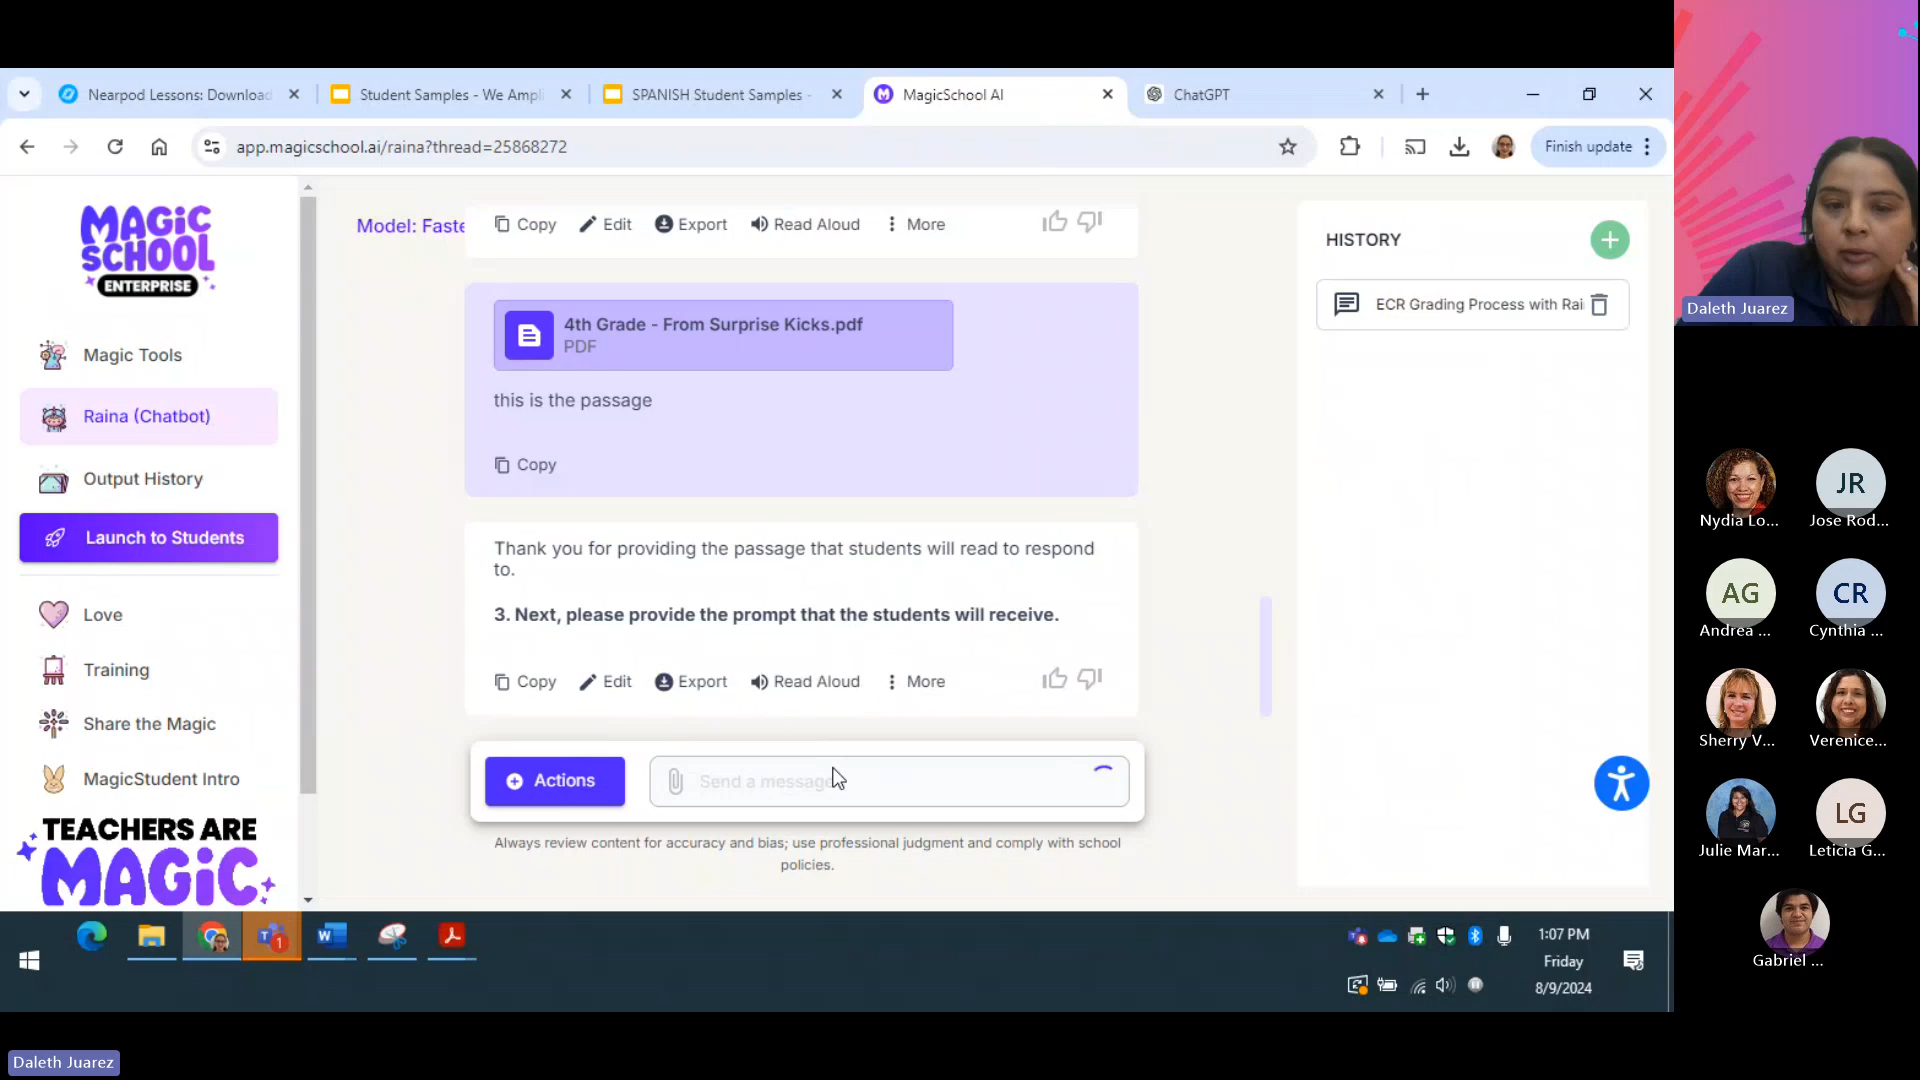 Nearpod Lessons: Download
Student Samples - We Ampl
SPANISH Student Samples -
MagicSchool AI
ChatGPT
app.magicschool.ai/raina?thread=25868272
Finish update
MAGIC
SCHOOL
ENTERPRISE
Magic Tools
Raina (Chatbot)
Output History
Launch to Students
Love
Training
Share the Magic
MagicStudent Intro
TEACHERS ARE
MAGIC
Model: Faste
Copy Edit Export Read Aloud More
4th Grade - From Surprise Kicks.pdf
PDF
this is the passage
Copy
Thank you for providing the passage that students will read to respond
to.
3. Next, please provide the prompt that the students will receive.
Copy Edit Export Read Aloud More
Actions
Send a message
Always review content for accuracy and bias; use professional judgment and comply with school
policies.
HISTORY
ECR Grading Process with Rai
1
1:07 PM
Friday
8/9/2024
Daleth Juarez
JR
Nydia Lo... Jose Rod...
AG CR
Andrea ... Cynthia ...
Sherry V... Verenice...
LG
Julie Mar... Leticia G...
Gabriel ...
Daleth Juarez